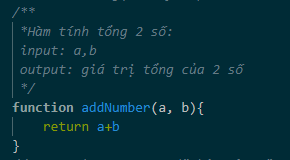 /**
*Hàm tính tổng 2 số:
input: a,b
output: giá trị tổng của 2 số
*/
function addNumber(a, b){
return a+b
}